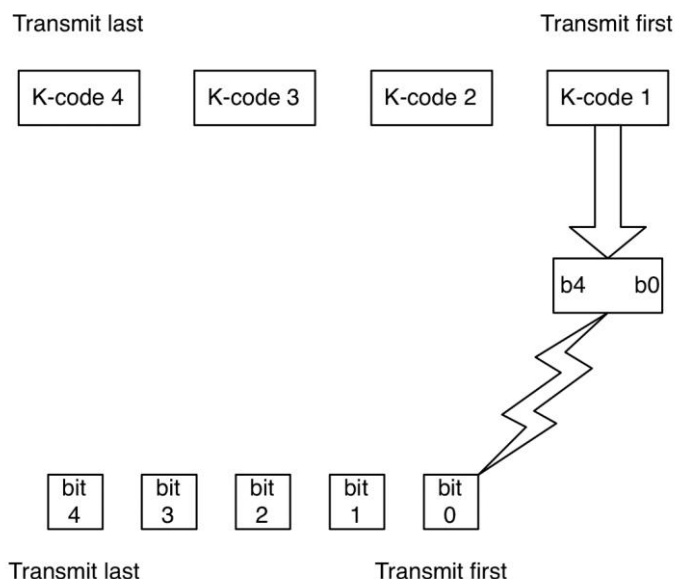 Transmit last
Transmit first
K-code 4
K-code 3
K-code 2
K-code 1
b4
b0
bit
4
bit
3
bit
2
bit
1
bit
0
Transmit last
Transmit first